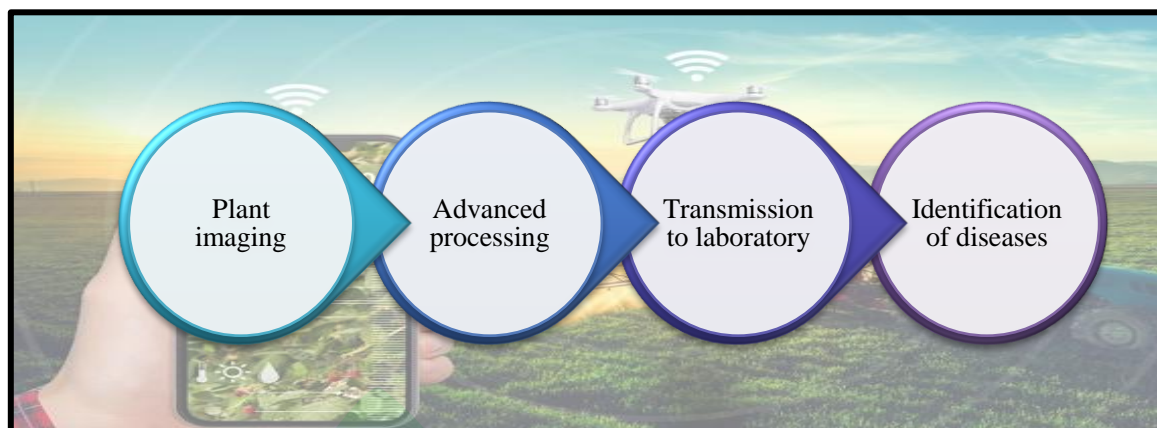 Plant
imaging
Advanced
processing
Transmission
to laboratory
Identification
of diseases